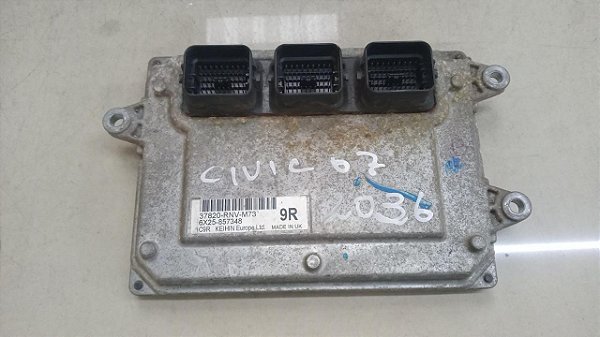 CIVIC 07
2036
37820-RNV-M73
6X25-857348
9R
1C9R KEIHIN Europe Ltd. MADE IN UK